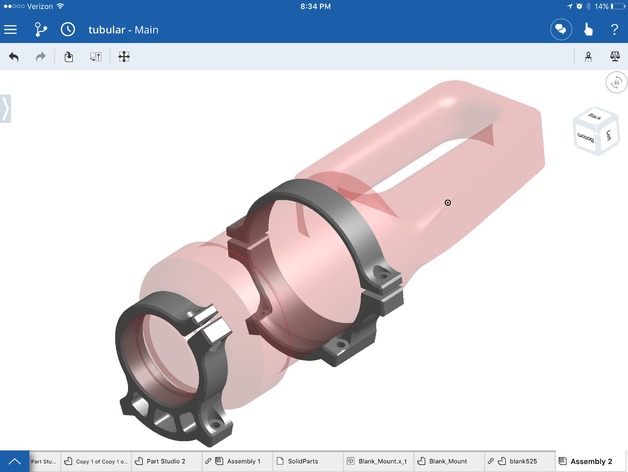 Verizon
8:34 PM
14%
tubular - Main
?
Back
Bottom
Left
Part Stu...
Copy 1 of Copy 1 o...
Part Studio 2
Assembly 1
SolidParts
Blank_Mount.x_t
Blank_Mount
blank525
Assembly 2